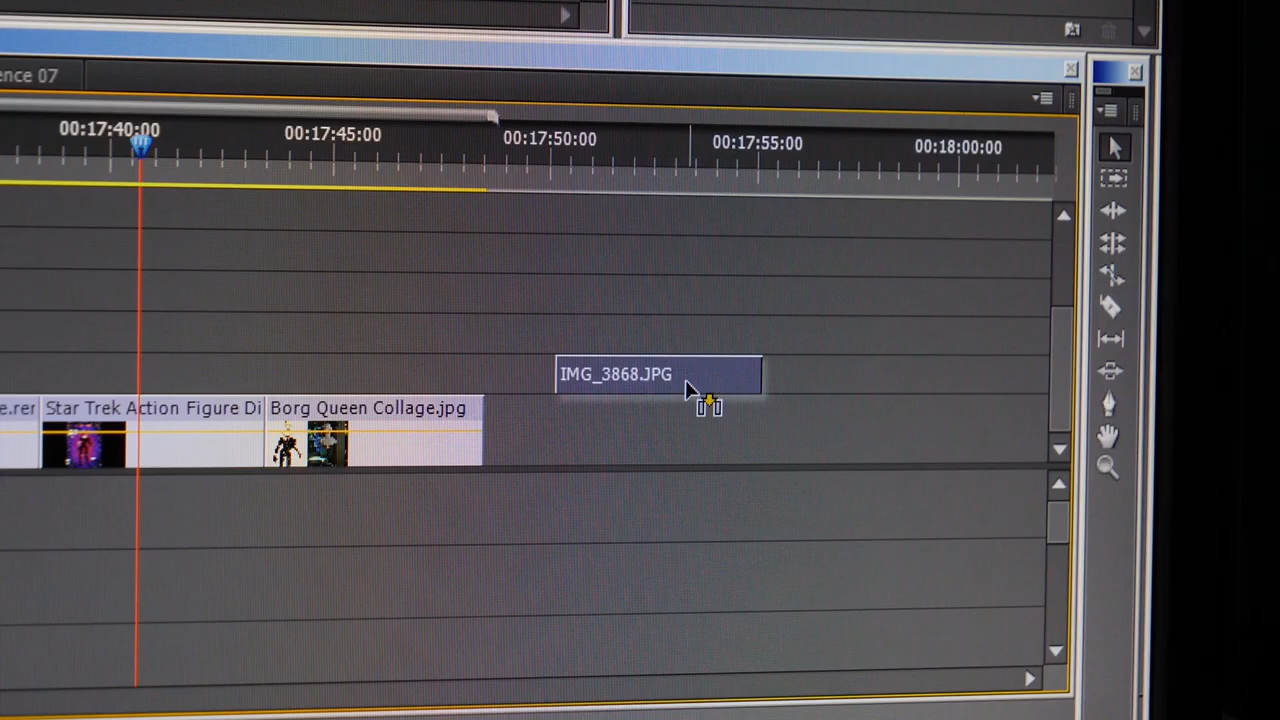 ence 07
00:17:40:00 00:17:45:00 00:17:50:00 00:17:55:00 00:18:00:00
IMG_3868.JPG
e.rer Star Trek Action Figure Di Borg Queen Collage.jpg